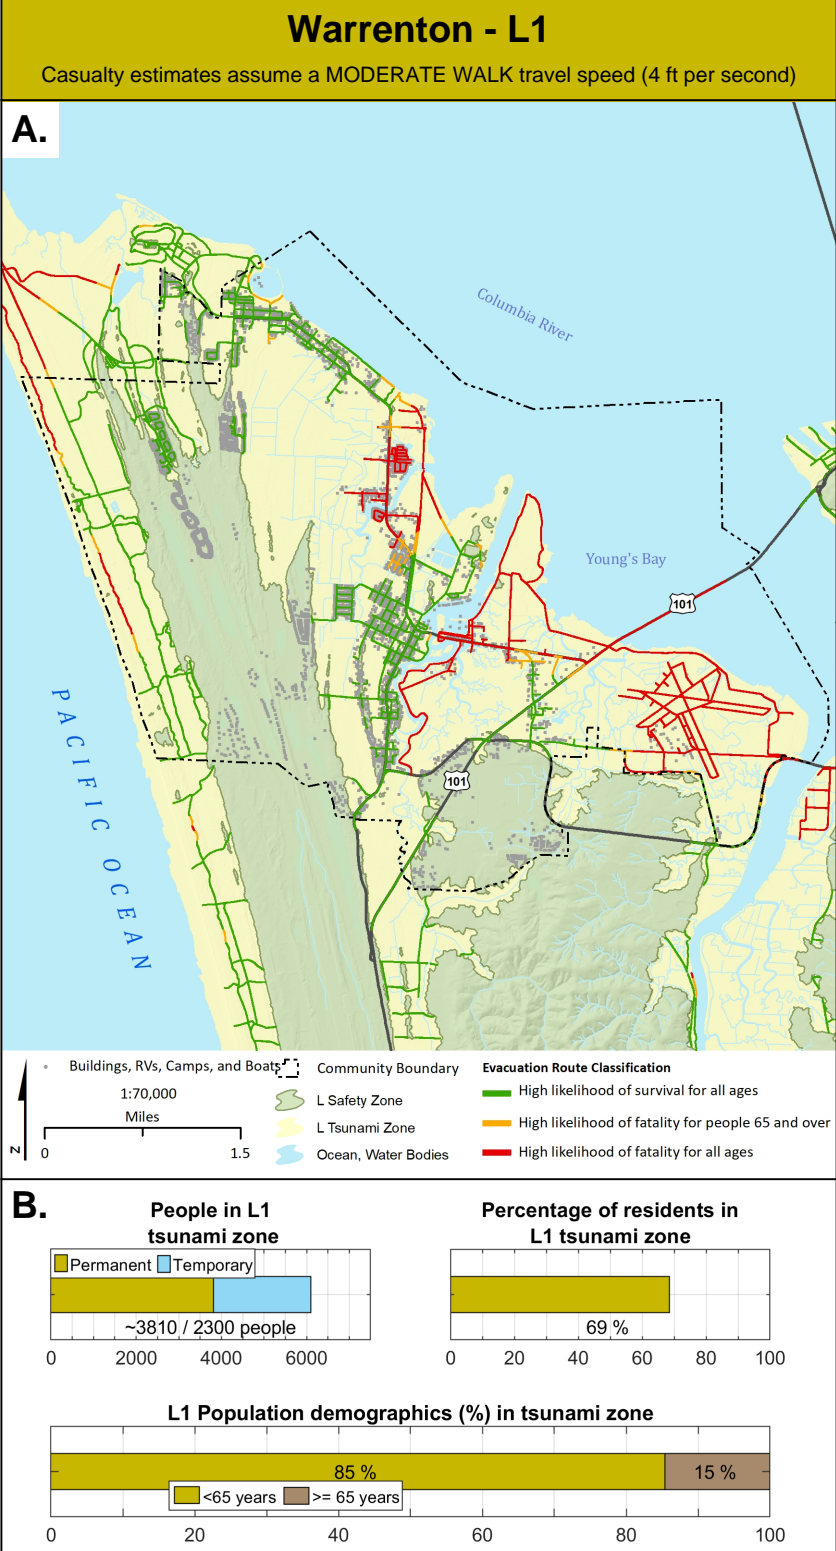 Warrenton - L1
Casualty estimates assume a MODERATE WALK travel speed (4 ft per second)
A.
Columbia River
Young's Bay
101
101
PACIFIC OCEAN
Buildings, RVs, Camps, and Boats
1:70,000
Miles
0 1.5
N
Community Boundary
L Safety Zone
L Tsunami Zone
Ocean, Water Bodies
Evacuation Route Classification
High likelihood of survival for all ages
High likelihood of fatality for people 65 and over
High likelihood of fatality for all ages
B.
People in L1
tsunami zone
Permanent Temporary
~3810 / 2300 people
0 2000 4000 6000
Percentage of residents in
L1 tsunami zone
69 %
0 20 40 60 80 100
L1 Population demographics (%) in tsunami zone
85 % 15 %
<65 years >= 65 years
0 20 40 60 80 100